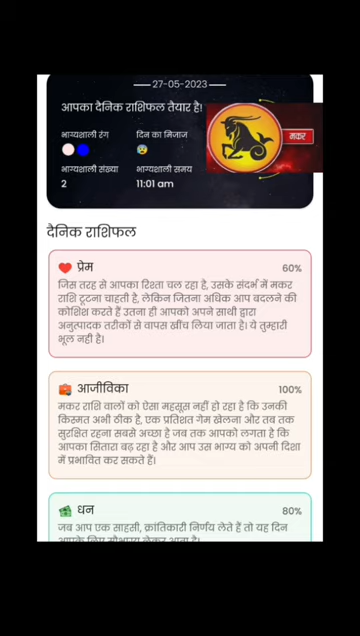 27-05-2023
आपका दैनिक राशिफल तैयार है!
भाग्यशाली रंग
दिन का मिजाज
मकर
भाग्यशाली संख्या
भाग्यशाली समय
2
11:01 am
दैनिक राशिफल
प्रेम 60%
जिस तरह से आपका रिश्ता चल रहा है, उसके संदर्भ में मकर
राशि टूटना चाहती है, लेकिन जितना अधिक आप बदलने की
कोशिश करते हैं उतना ही आपको अपने साथी द्वारा
अनुत्पादक तरीकों से वापस खींच लिया जाता है। ये तुम्हारी
भूल नही है।
आजीविका 100%
मकर राशि वालों को ऐसा महसूस नहीं हो रहा है कि उनकी
किस्मत अभी ठीक है, एक प्रतिशत गेम खेलना और तब तक
सुरक्षित रहना सबसे अच्छा है जब तक आपको लगता है कि
आपका सितारा बढ़ रहा है और आप उस भाग्य को अपनी दिशा
में प्रभावित कर सकते हैं।
धन 80%
जब आप एक साहसी, क्रांतिकारी निर्णय लेते हैं तो यह दिन
आपके लिए सौभाग्य लेकर आता है।